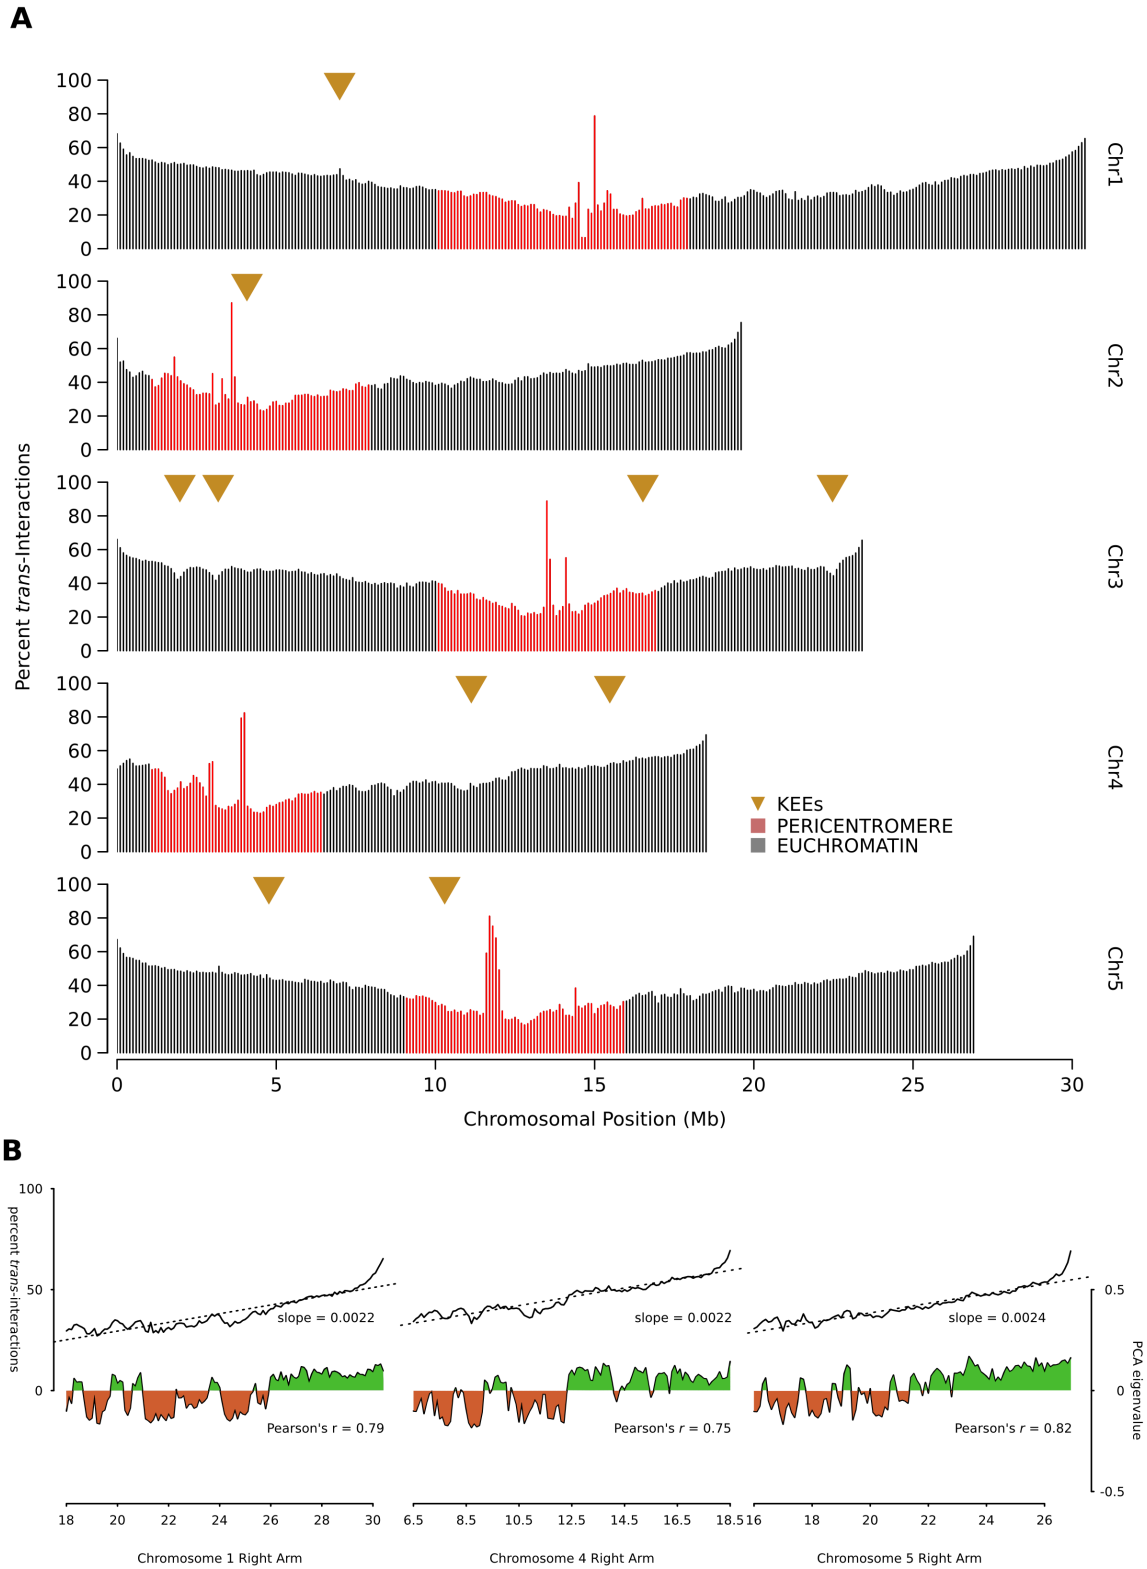 A
Percent trans-Interactions
100
80
60
40
20
0
Chr1
100
80
60
40
20
0
Chr2
100
80
60
40
20
0
Chr3
100
80
60
40
20
0
Chr4
KEEs
PERICENTROMERE
EUCHROMATIN
100
80
60
40
20
0
Chr5
0 5 10 15 20 25 30
Chromosomal Position (Mb)
B
percent trans-interactions
100
50
0
slope = 0.0022
slope = 0.0022
slope = 0.0024
Pearson's r = 0.79
Pearson's r = 0.75
Pearson's r = 0.82
0.5
0
-0.5
PCA eigenvalue
18 20 22 24 26 28 30
6.5 8.5 10.5 12.5 14.5 16.5 18.5
16 18 20 22 24 26
Chromosome 1 Right Arm
Chromosome 4 Right Arm
Chromosome 5 Right Arm